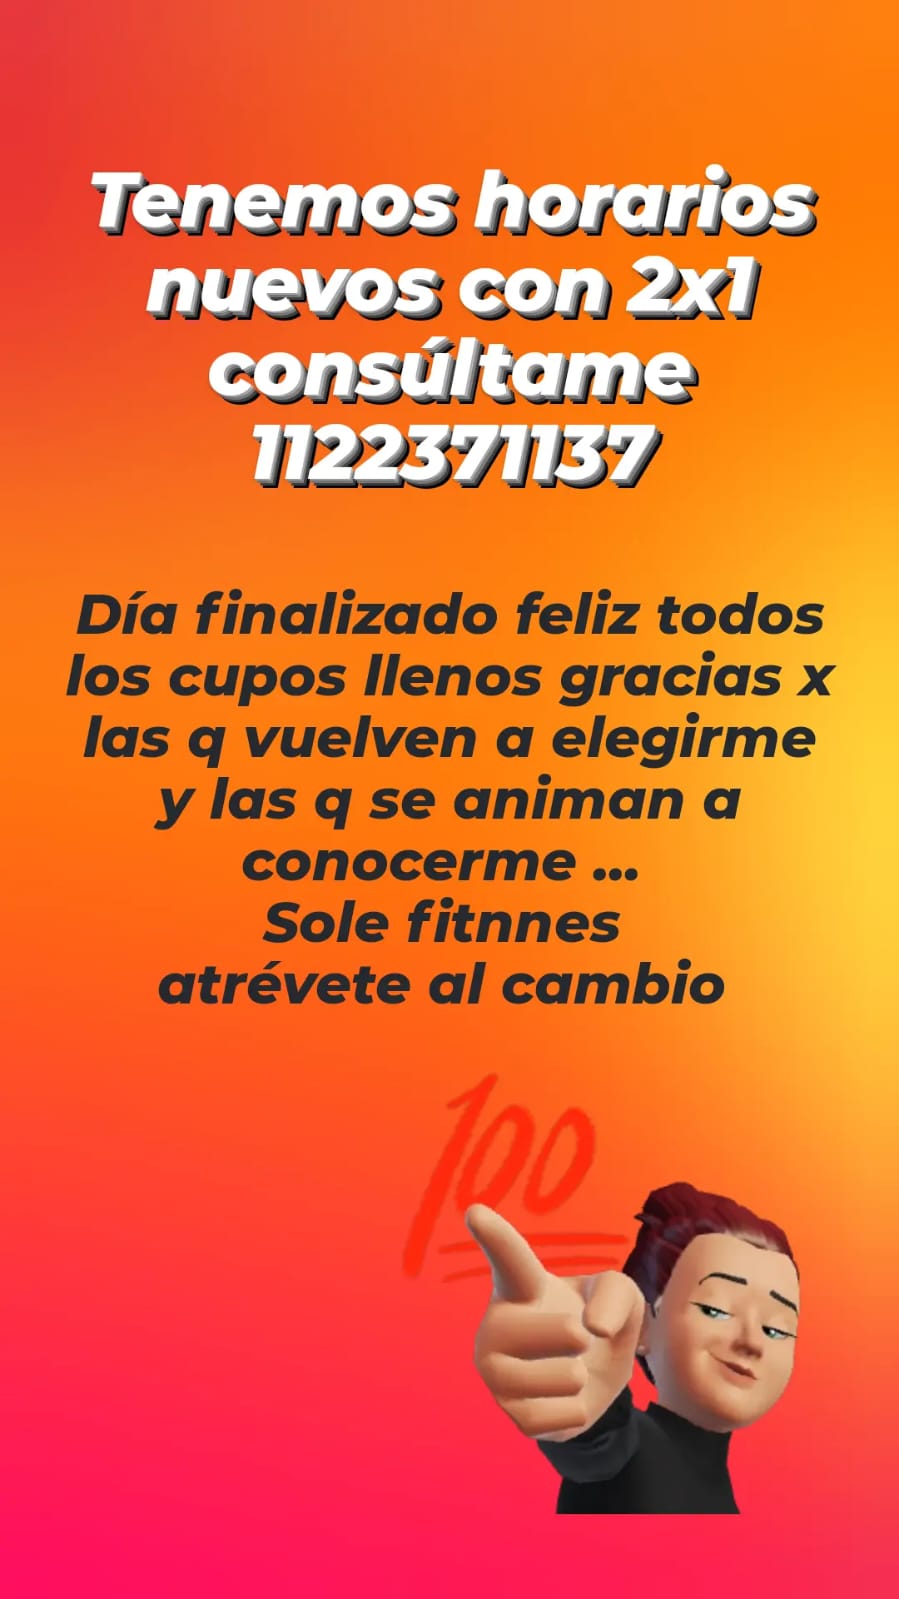 Tenemos horarios
nuevos con 2x1
consúltame
1122371137
Día finalizado feliz todos
los cupos llenos gracias x
las q vuelven a elegirme
y las q se animan a
conocerme ...
Sole fitnnes
atrévete al cambio
100